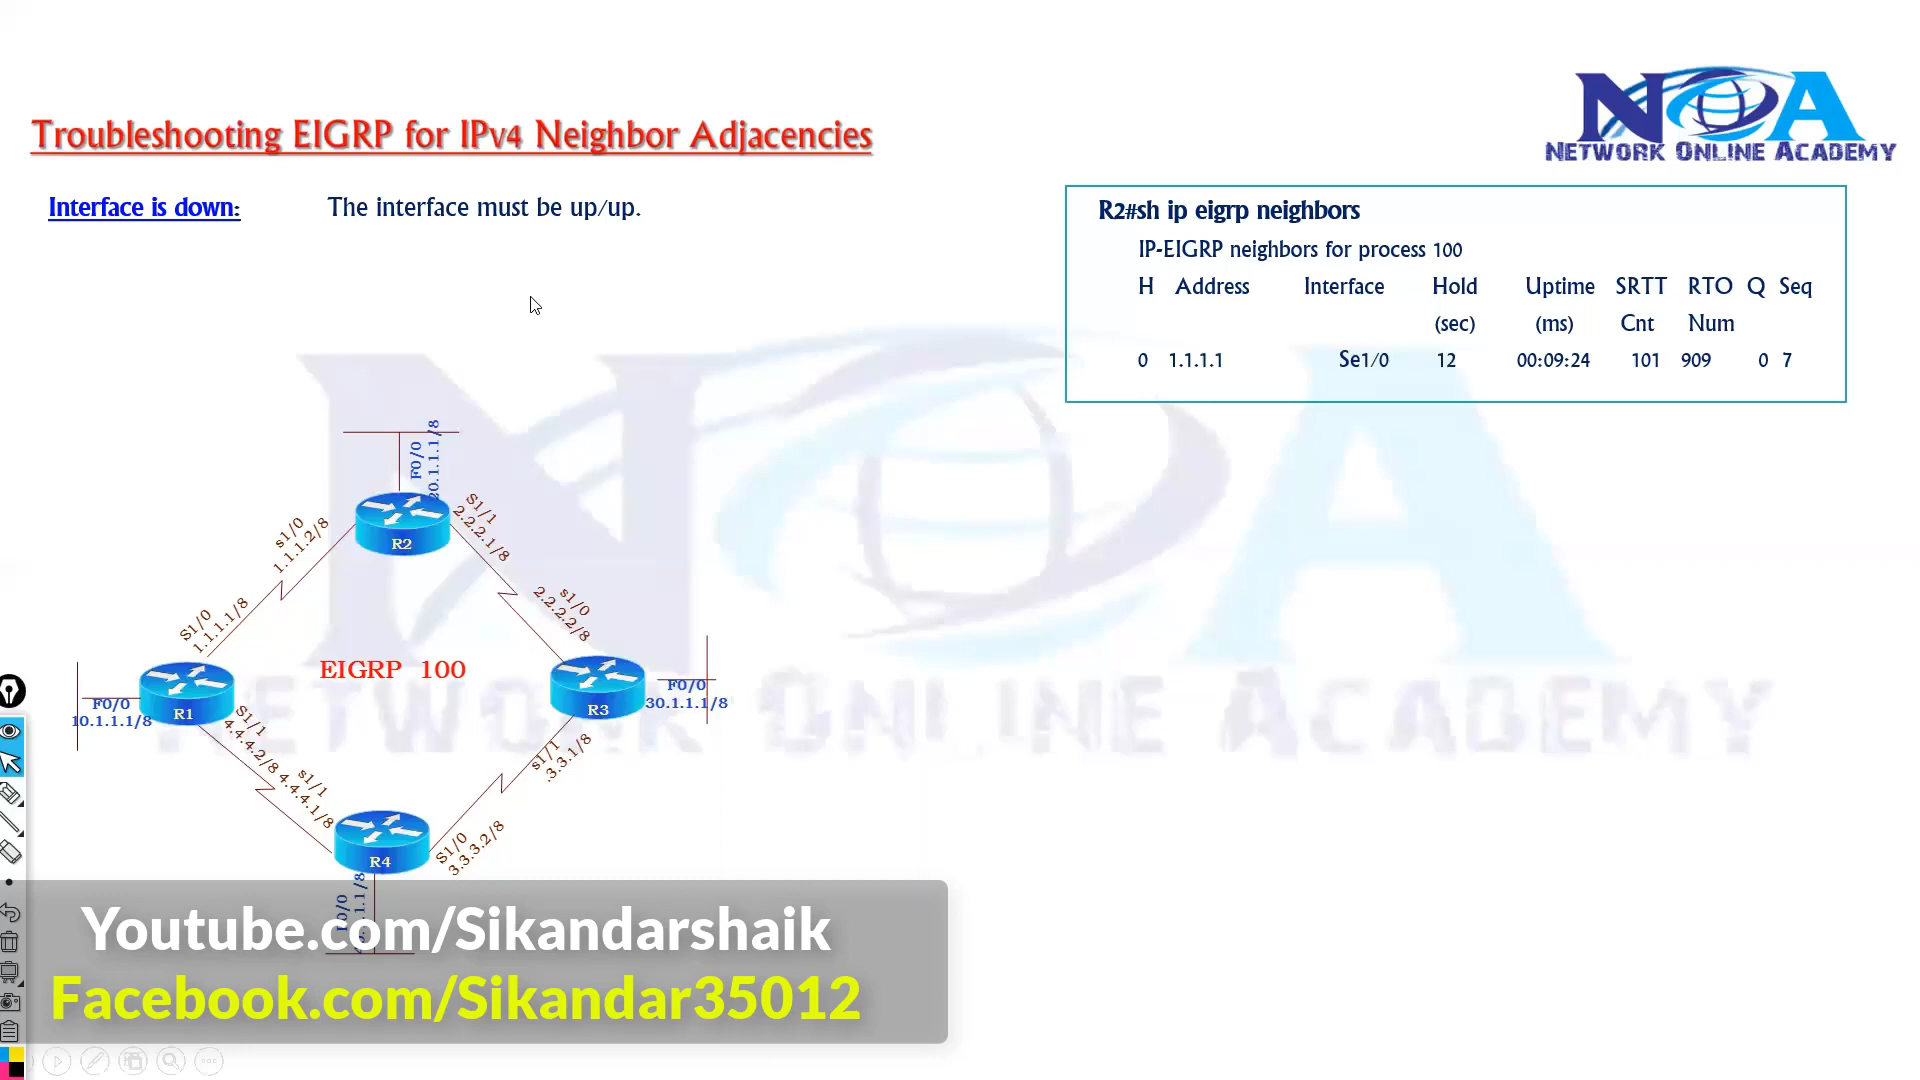 Troubleshooting EIGRP for IPv4 Neighbor Adjacencies
NOA
NETWORK ONLINE ACADEMY
Interface is down: The interface must be up/up.
R2#sh ip eigrp neighbors
IP-EIGRP neighbors for process 100
H Address Interface Hold Uptime SRTT RTO Q Seq
(sec) (ms) Cnt Num
0 1.1.1.1 Se1/0 12 00:09:24 101 909 0 7
F0/0
20.1.1.1/8
R2
S1/1
2.2.2.1/8
s1/0
1.1.1.2/8
s1/0
2.2.2.2/8
S1/0
1.1.1.1/8
EIGRP 100
R1
F0/0
10.1.1.1/8
R3
F0/0
30.1.1.1/8
S1/1
4.4.4.2/8
s1/1
4.4.4.1/8
s1/1
.3.3.1/8
R4
S1/0
3.3.3.2/8
NETWORK ONLINE ACADEMY
Youtube.com/Sikandarshaik
Facebook.com/Sikandar35012